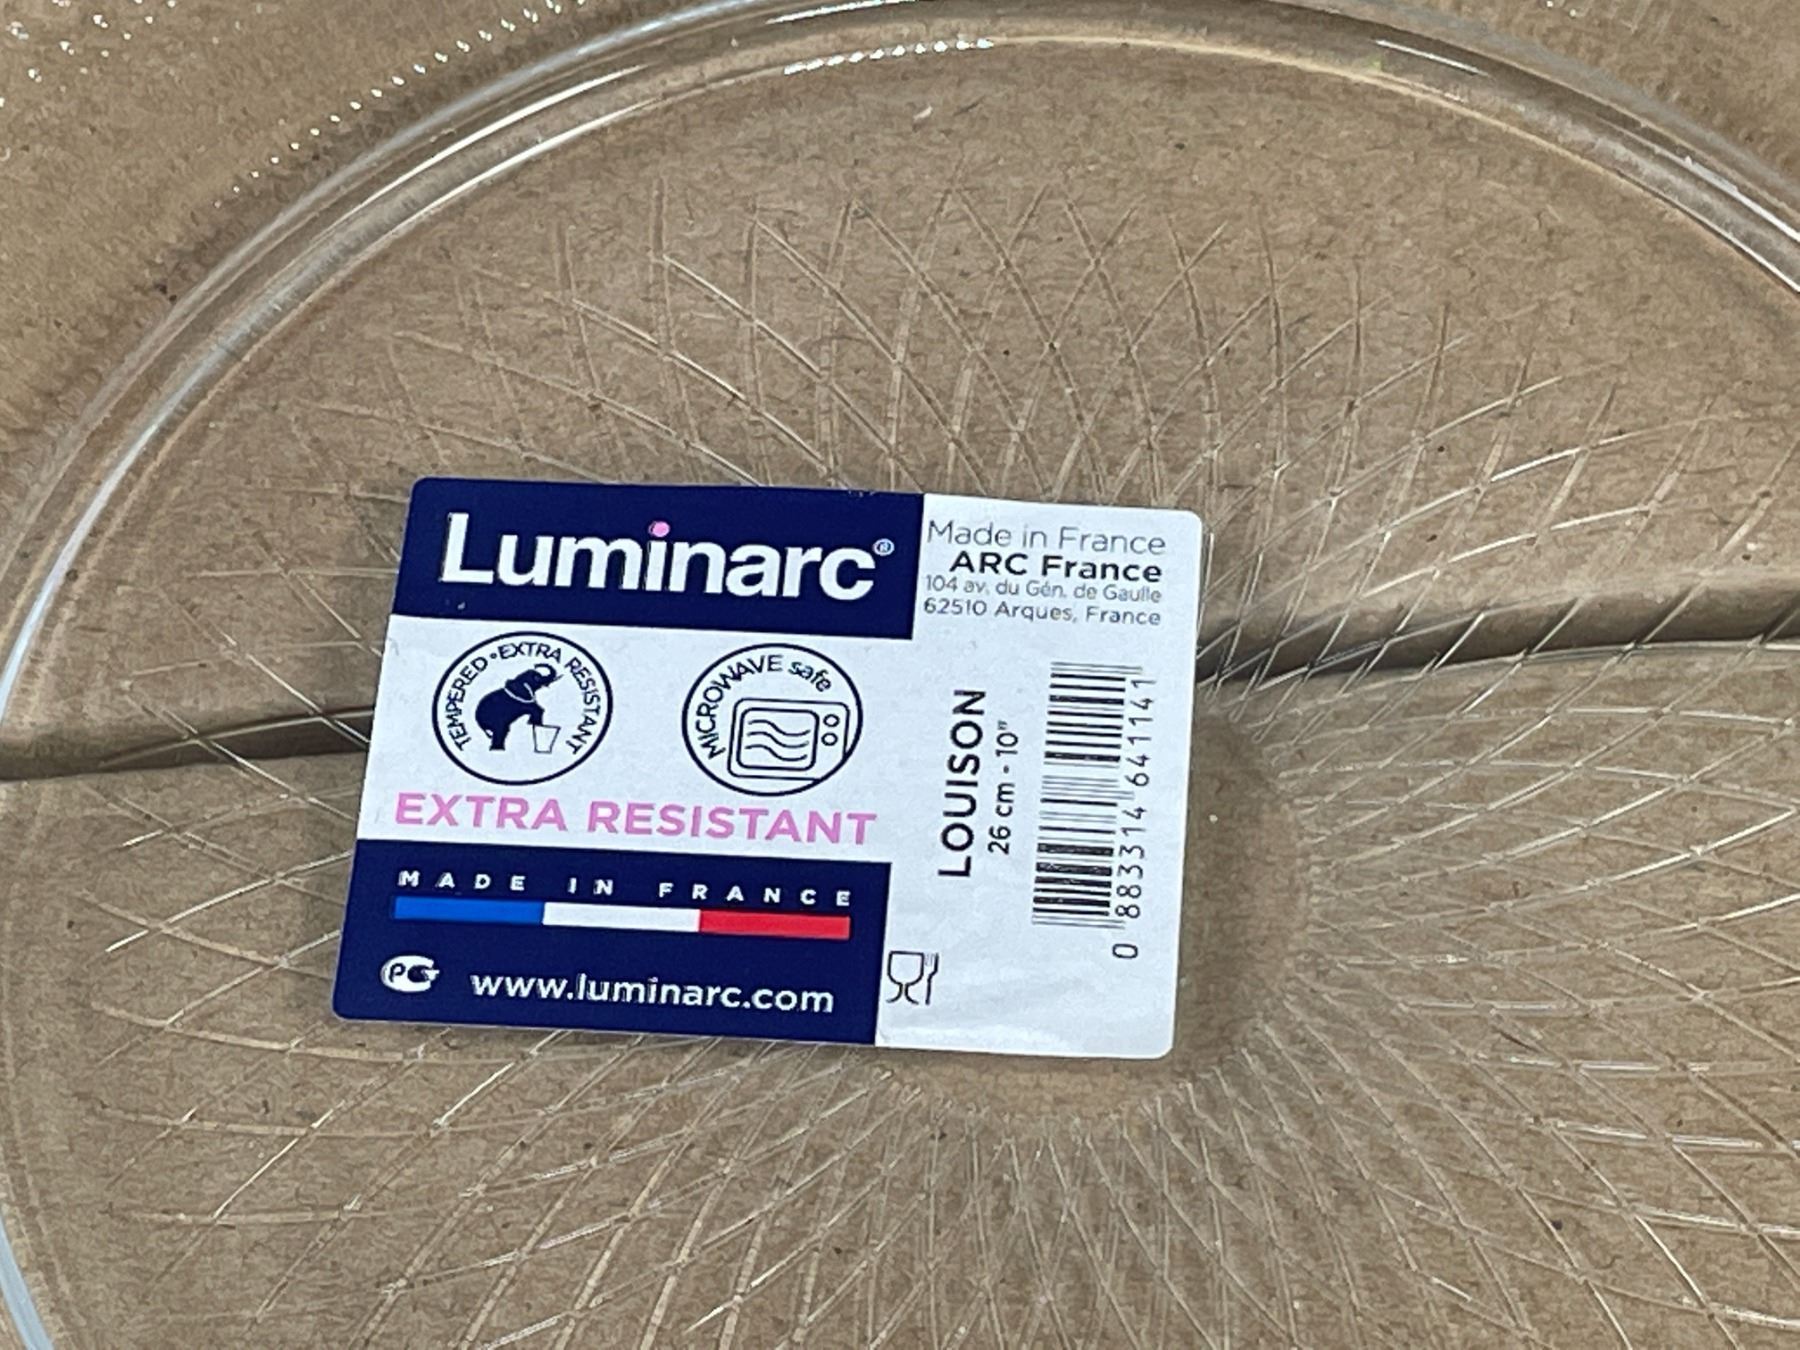 Luminarc®
TEMPERED • EXTRA RESISTANT
MICROWAVE safe
EXTRA RESISTANT
MADE IN FRANCE
PG
www.luminarc.com
Made in France
ARC France
104 av. du Gén. de Gaulle
62510 Arques, France
LOUISON
26 cm - 10"
0 883314 641141